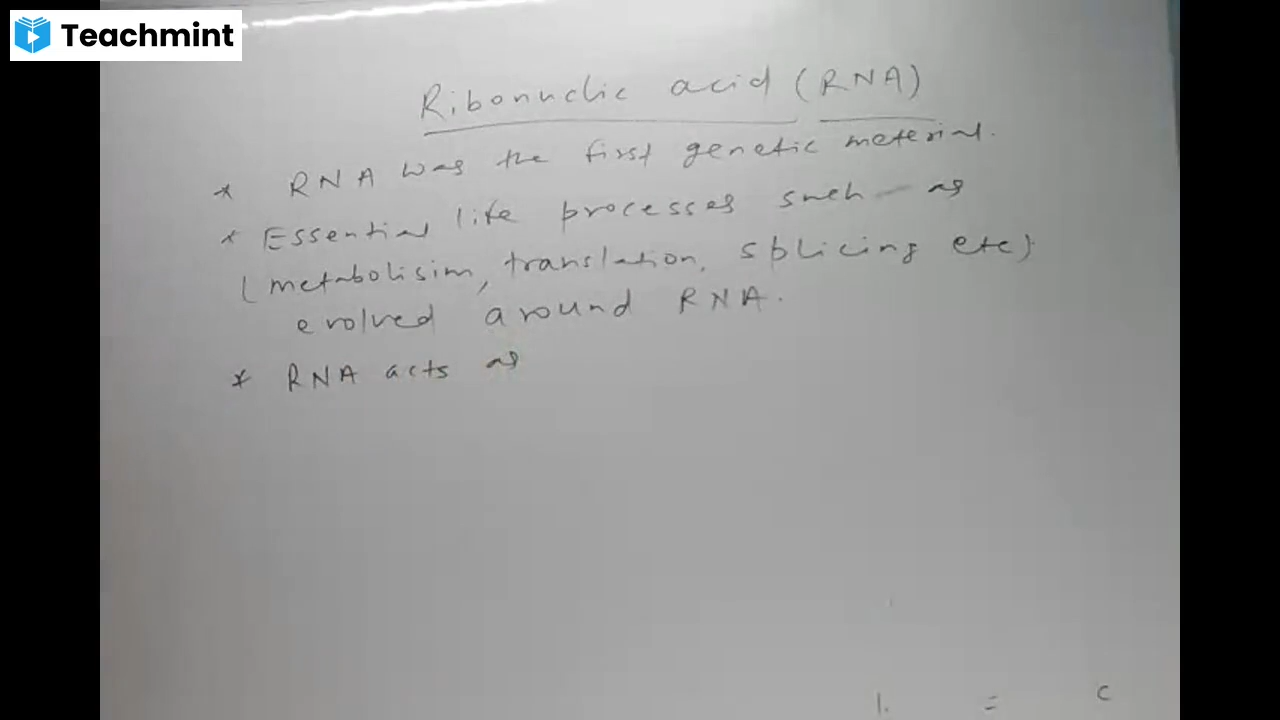 Teachmint
Ribonuclic acid (RNA)
* RNA was the first genetic meterial.
* Essential life processes such as
(metabolisim, translation, splicing etc)
evolved around RNA.
* RNA acts as